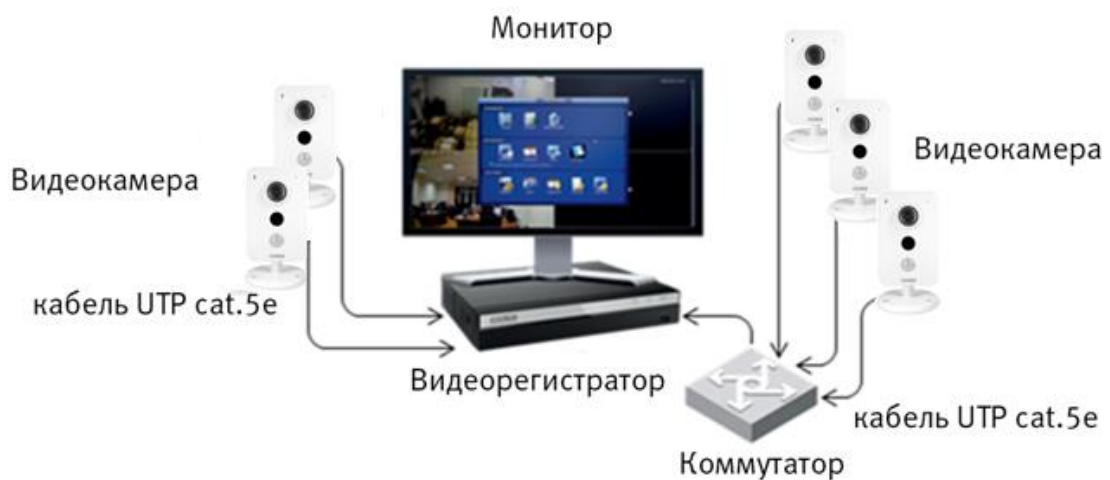 Монитор
Видеокамера
Видеокамера
кабель UTP cat.5e
Видеорегистратор
кабель UTP cat.5e
Коммутатор